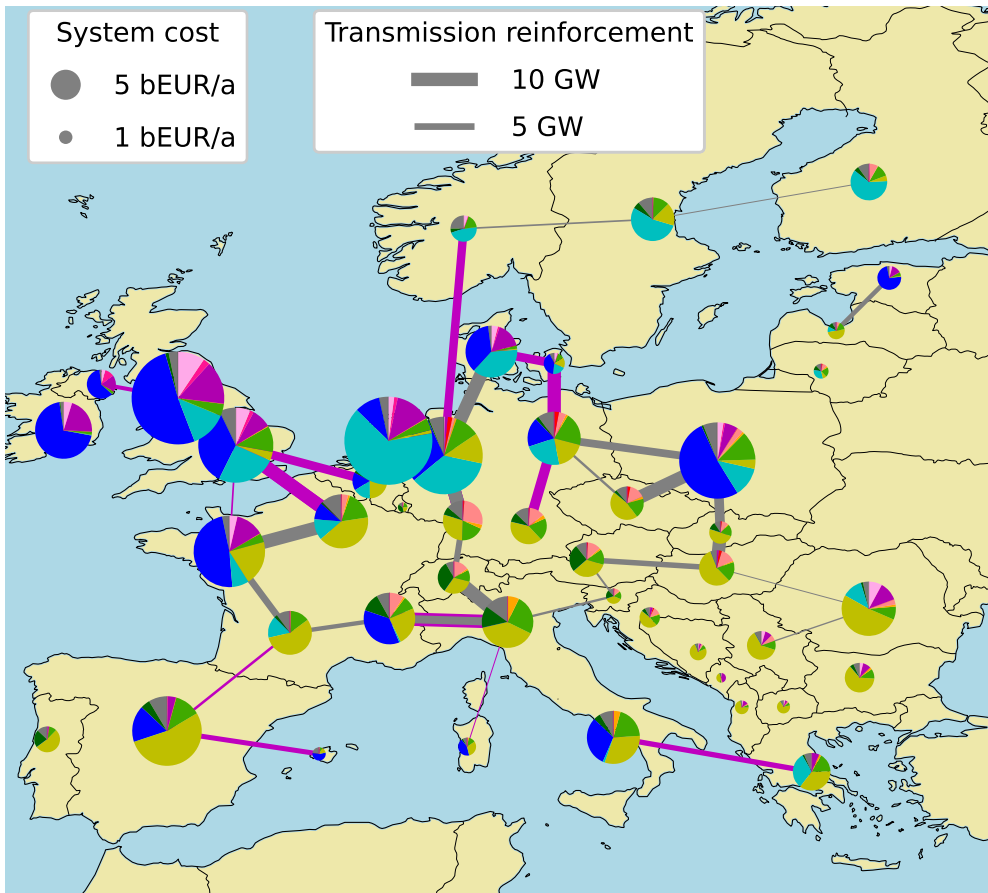 System cost
5 bEUR/a
1 bEUR/a
Transmission reinforcement
10 GW
5 GW